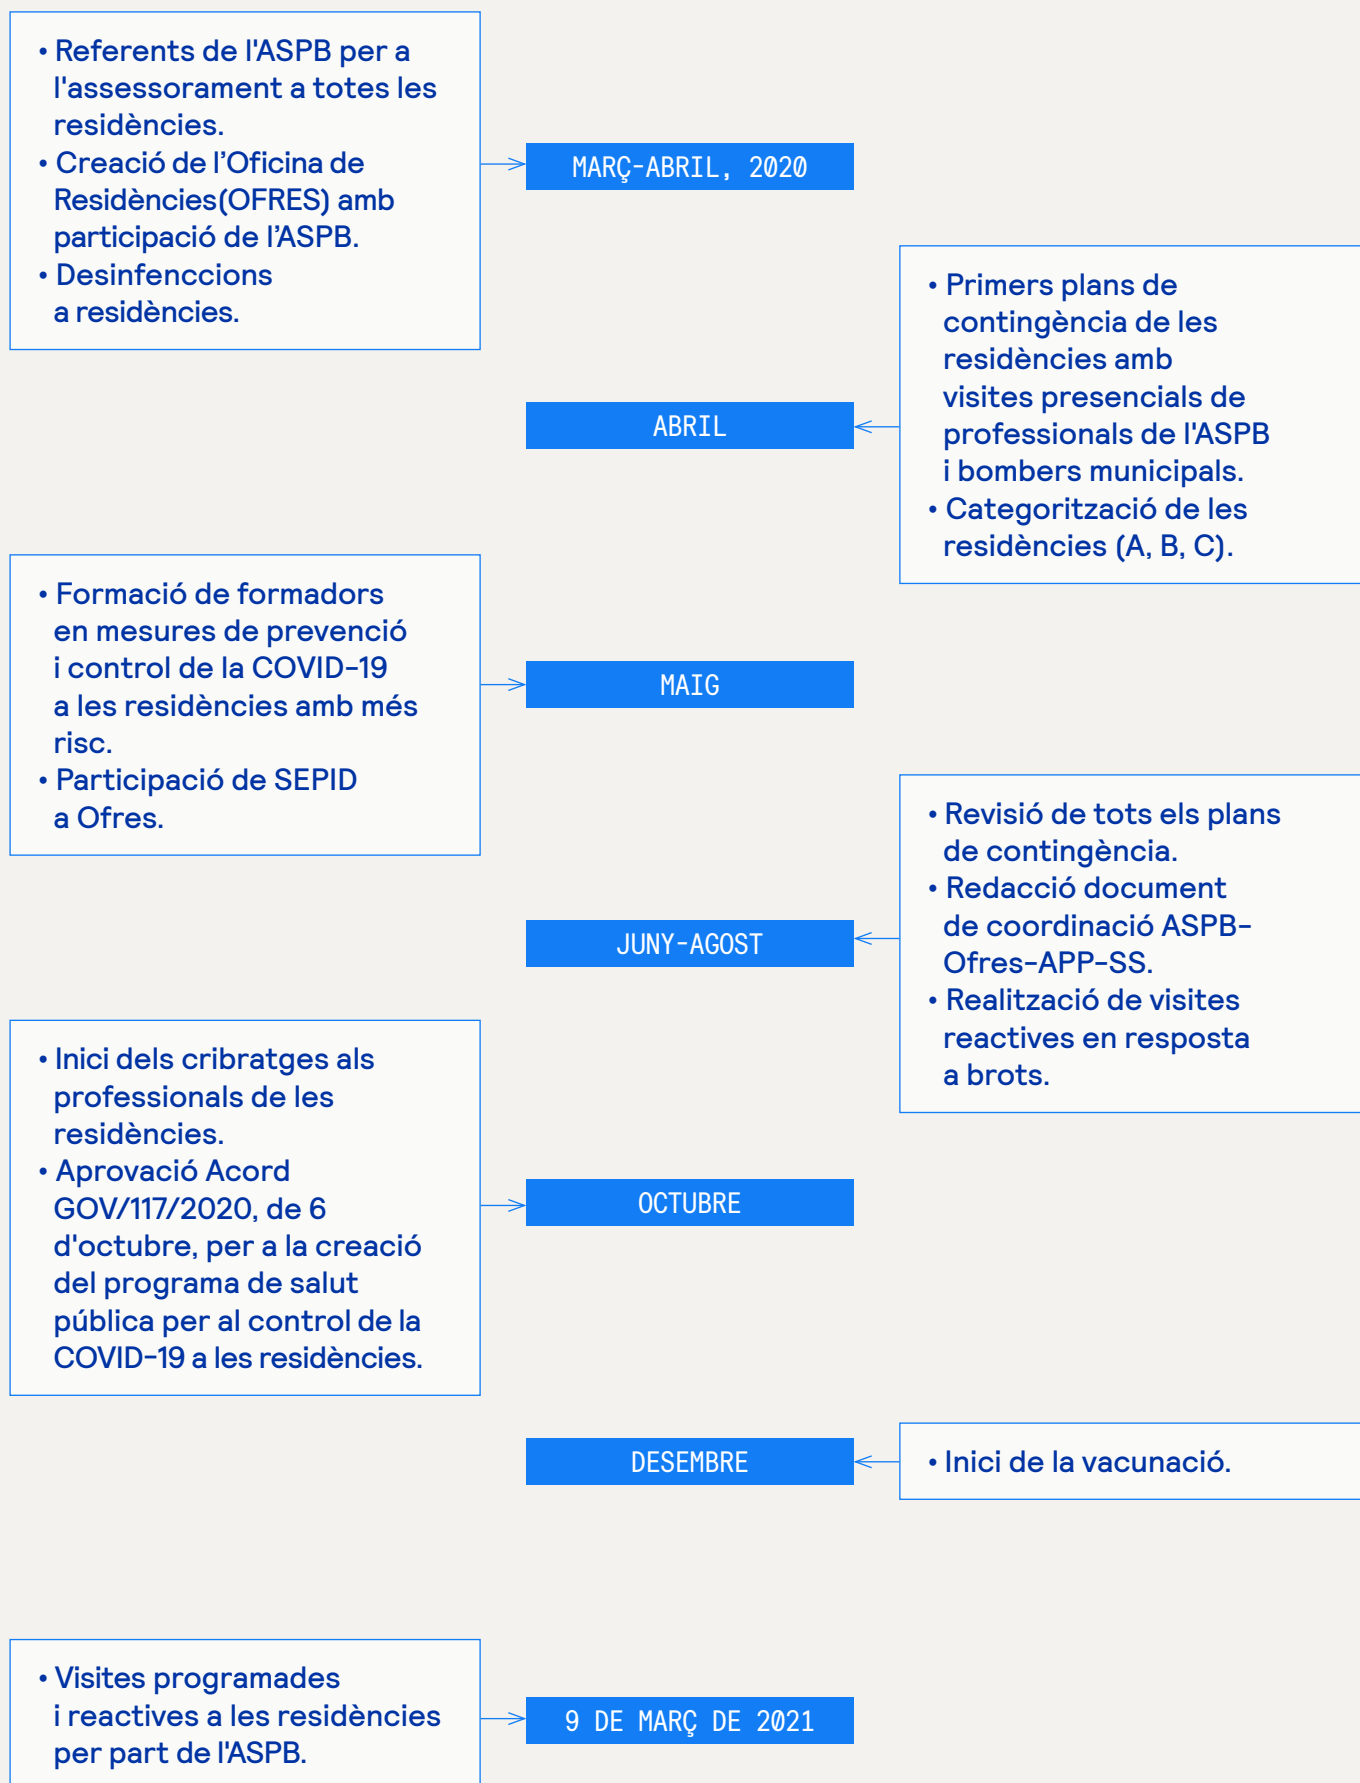 • Referents de l'ASPB per a
l'assessorament a totes les
residències.
• Creació de l’Oficina de
Residències(OFRES) amb
participació de l’ASPB.
• Desinfenccions
a residències.
MARÇ-ABRIL, 2020
• Primers plans de
contingència de les
residències amb
visites presencials de
professionals de l'ASPB
i bombers municipals.
• Categorització de les
residències (A, B, C).
ABRIL
• Formació de formadors
en mesures de prevenció
i control de la COVID-19
a les residències amb més
risc.
• Participació de SEPID
a Ofres.
MAIG
• Revisió de tots els plans
de contingència.
• Redacció document
de coordinació ASPB-
Ofres-APP-SS.
• Realització de visites
reactives en resposta
a brots.
JUNY-AGOST
• Inici dels cribratges als
professionals de les
residències.
• Aprovació Acord
GOV/117/2020, de 6
d'octubre, per a la creació
del programa de salut
pública per al control de la
COVID-19 a les residències.
OCTUBRE
DESEMBRE
• Inici de la vacunació.
• Visites programades
i reactives a les residències
per part de l'ASPB.
9 DE MARÇ DE 2021